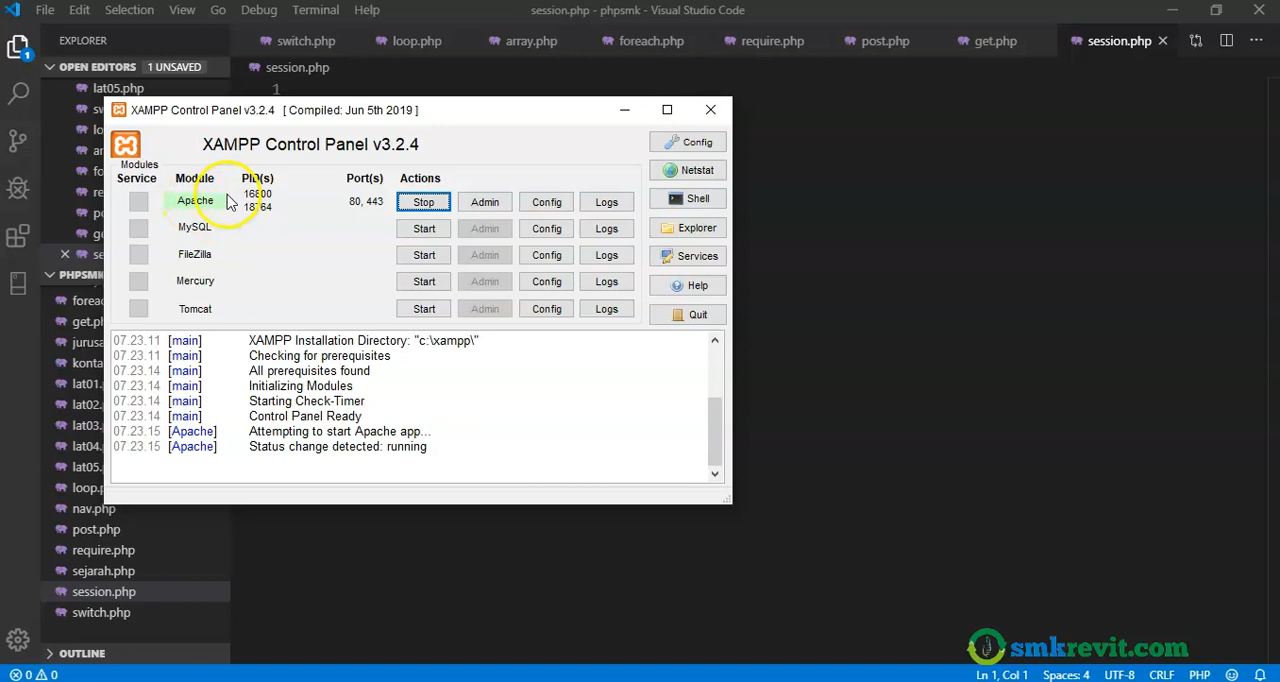 File Edit Selection View Go Debug Terminal Help session.php - phpsmk - Visual Studio Code
EXPLORER
switch.php loop.php array.php foreach.php require.php post.php get.php session.php
OPEN EDITORS 1 UNSAVED
session.php
lat05.php
1
XAMPP Control Panel v3.2.4 [ Compiled: Jun 5th 2019 ]
XAMPP Control Panel v3.2.4
Config
Modules
Service Module PID(s) Port(s) Actions
Netstat
Apache 16800
18764 80, 443 Stop Admin Config Logs
Shell
MySQL Start Admin Config Logs
Explorer
FileZilla Start Admin Config Logs
Services
Mercury Start Admin Config Logs
Help
Tomcat Start Admin Config Logs
Quit
07.23.11 [main] XAMPP Installation Directory: "c:\xampp\"
07.23.11 [main] Checking for prerequisites
07.23.14 [main] All prerequisites found
07.23.14 [main] Initializing Modules
07.23.14 [main] Starting Check-Timer
07.23.14 [main] Control Panel Ready
07.23.15 [Apache] Attempting to start Apache app...
07.23.15 [Apache] Status change detected: running
PHPSMK
forea
get.ph
jurusa
konta
lat01.
lat02.
lat03.
lat04.
lat05.
loop.p
nav.php
post.php
require.php
sejarah.php
session.php
switch.php
OUTLINE
smkrevit.com
0 0 Ln 1, Col 1 Spaces: 4 UTF-8 CRLF PHP